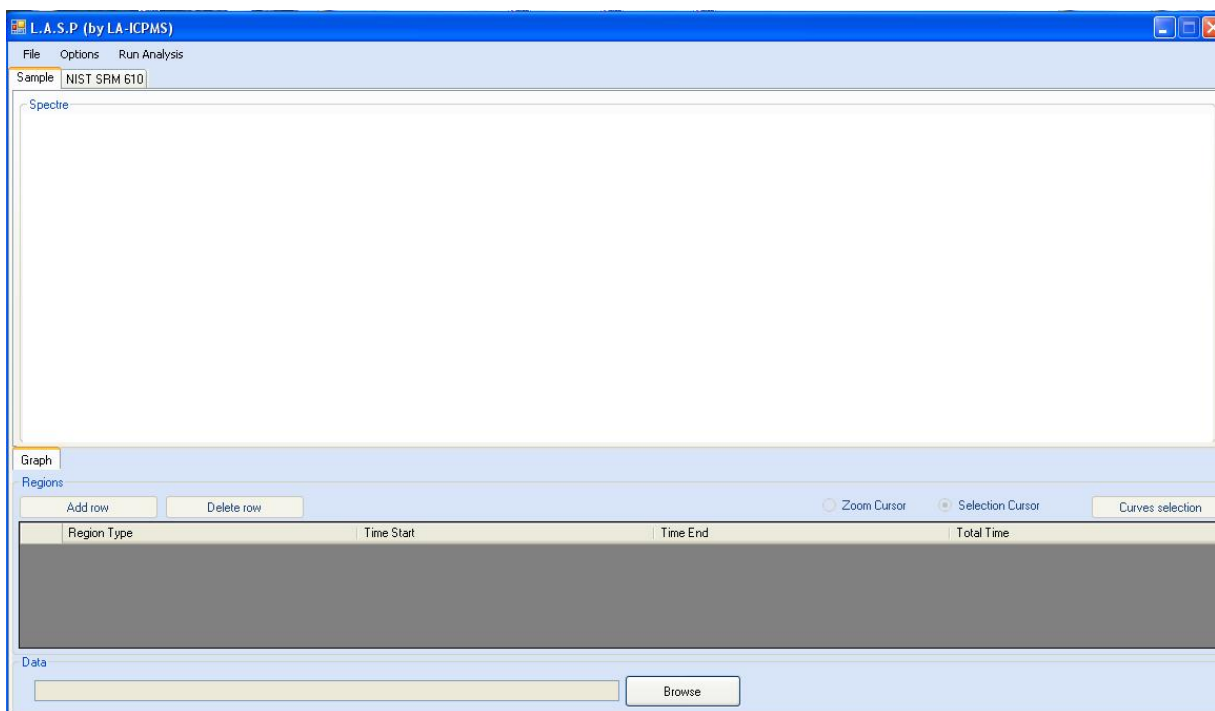 L.A.S.P (by LA-ICPMS)
File Options Run Analysis
Sample NIST SRM 610
Spectre
Graph
Regions
Add row Delete row Zoom Cursor Selection Cursor Curves selection
Region Type Time Start Time End Total Time
Data
Browse